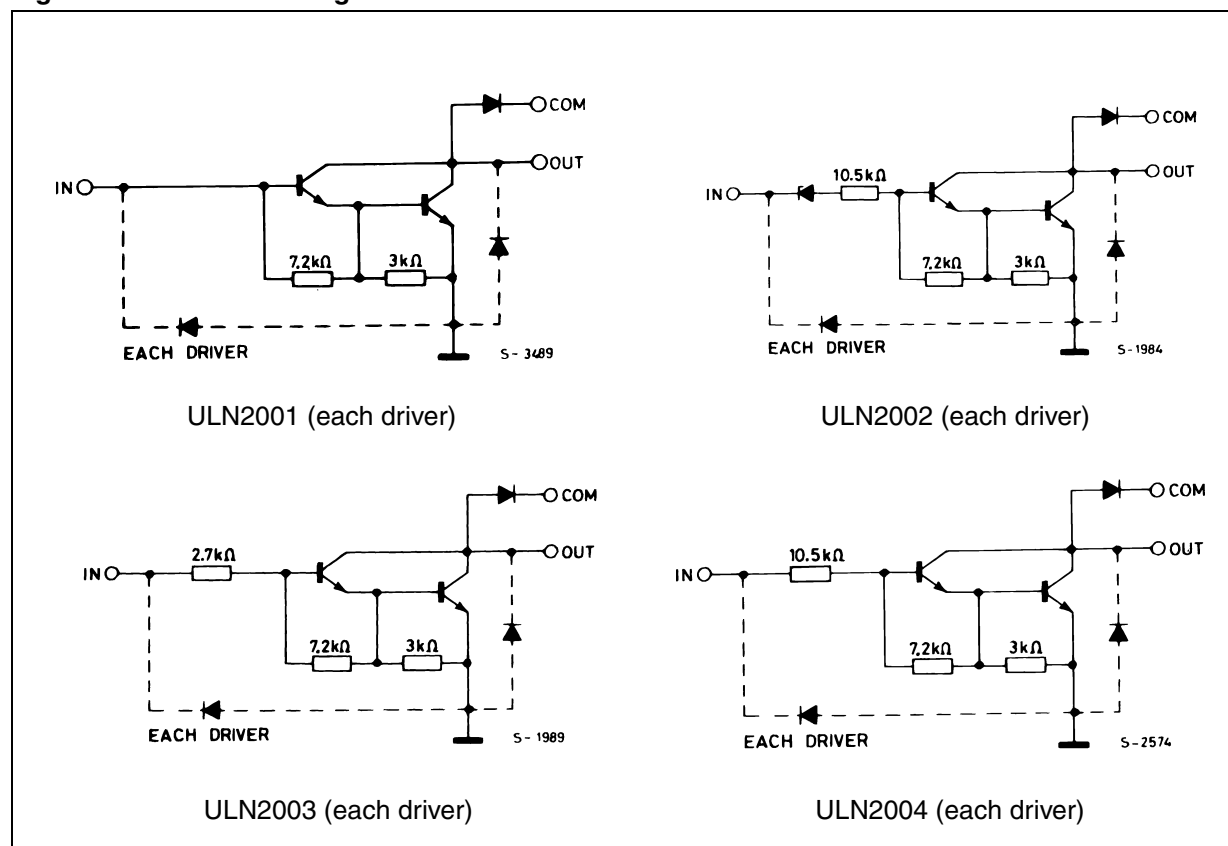 COM
OUT
IN
7.2kΩ
3kΩ
EACH DRIVER
S-3489
ULN2001 (each driver)
COM
OUT
10.5kΩ
IN
7.2kΩ
3kΩ
EACH DRIVER
S-1984
ULN2002 (each driver)
COM
OUT
2.7kΩ
IN
7.2kΩ
3kΩ
EACH DRIVER
S-1989
ULN2003 (each driver)
COM
OUT
10.5kΩ
IN
7.2kΩ
3kΩ
EACH DRIVER
S-2574
ULN2004 (each driver)